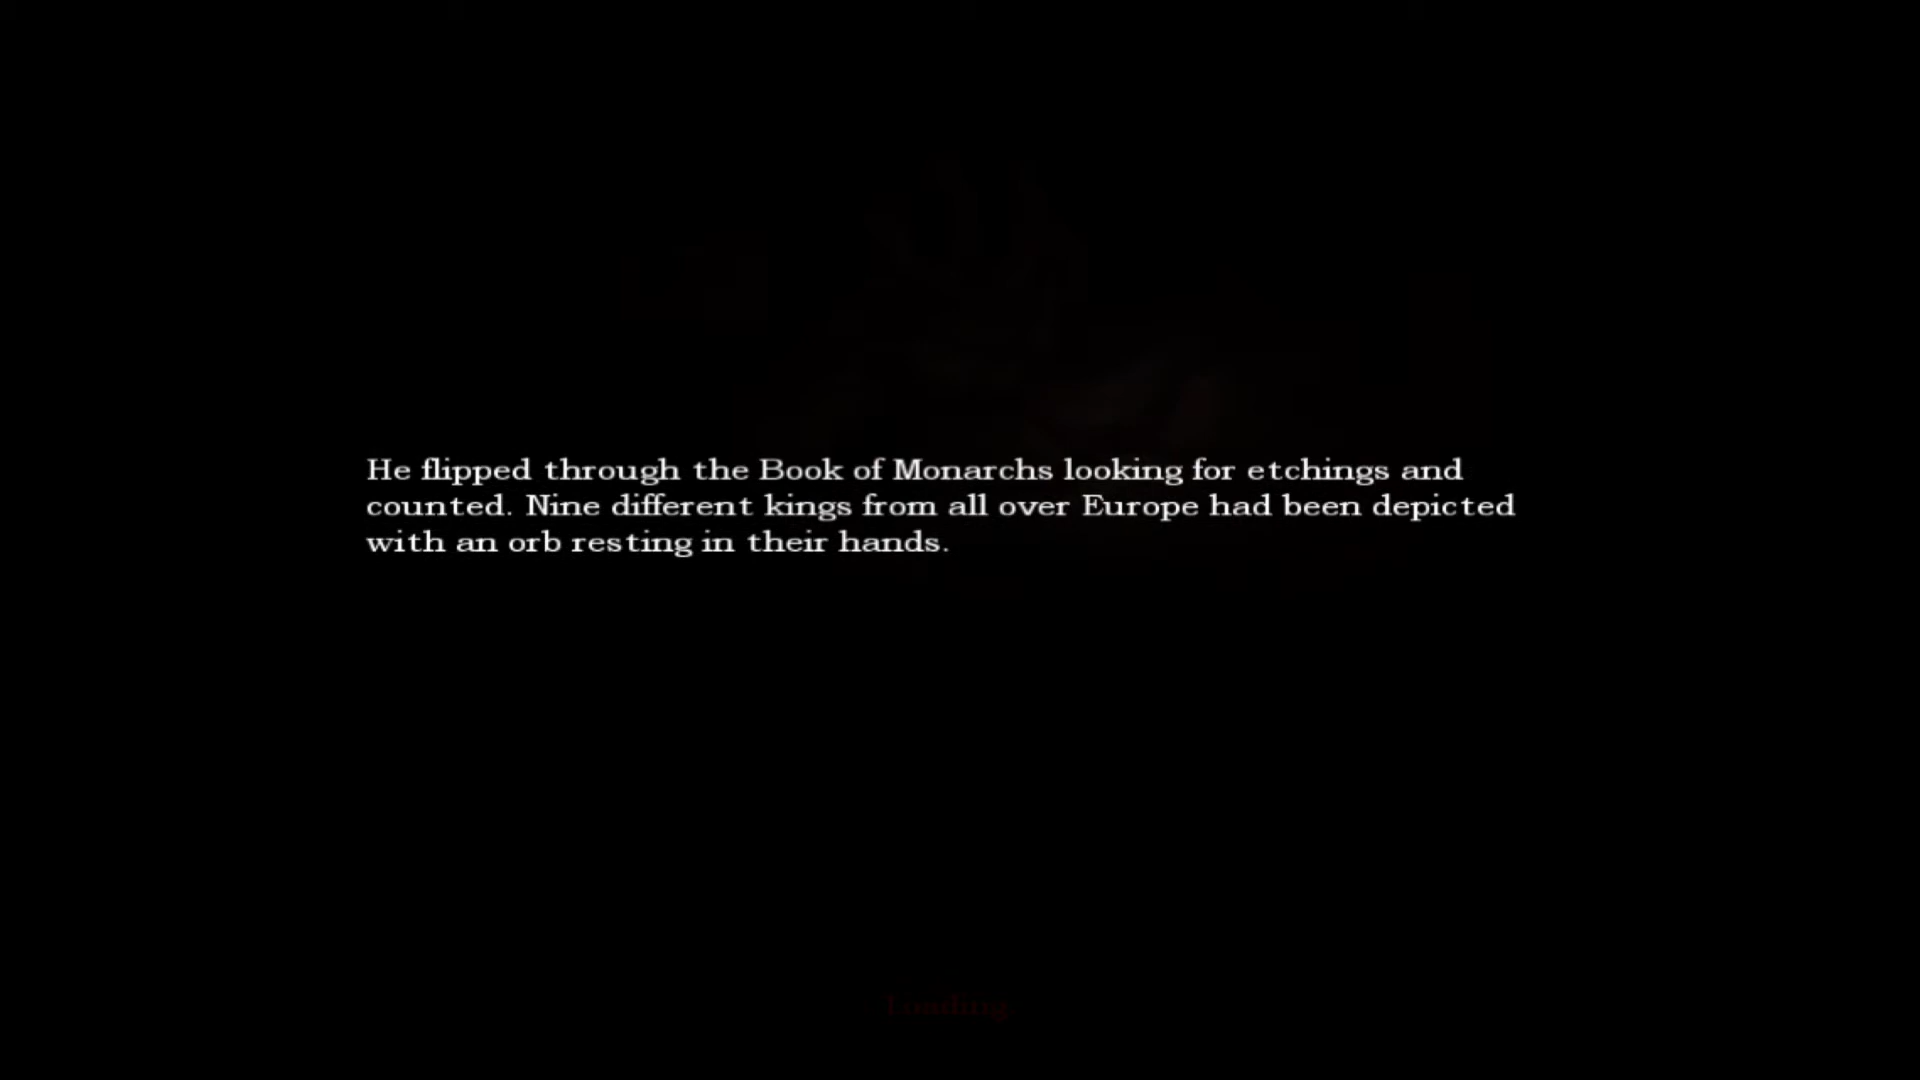 He flipped through the Book of Monarchs looking for etchings and
counted. Nine different kings from all over Europe had been depicted
with an orb resting in their hands.
Loading.